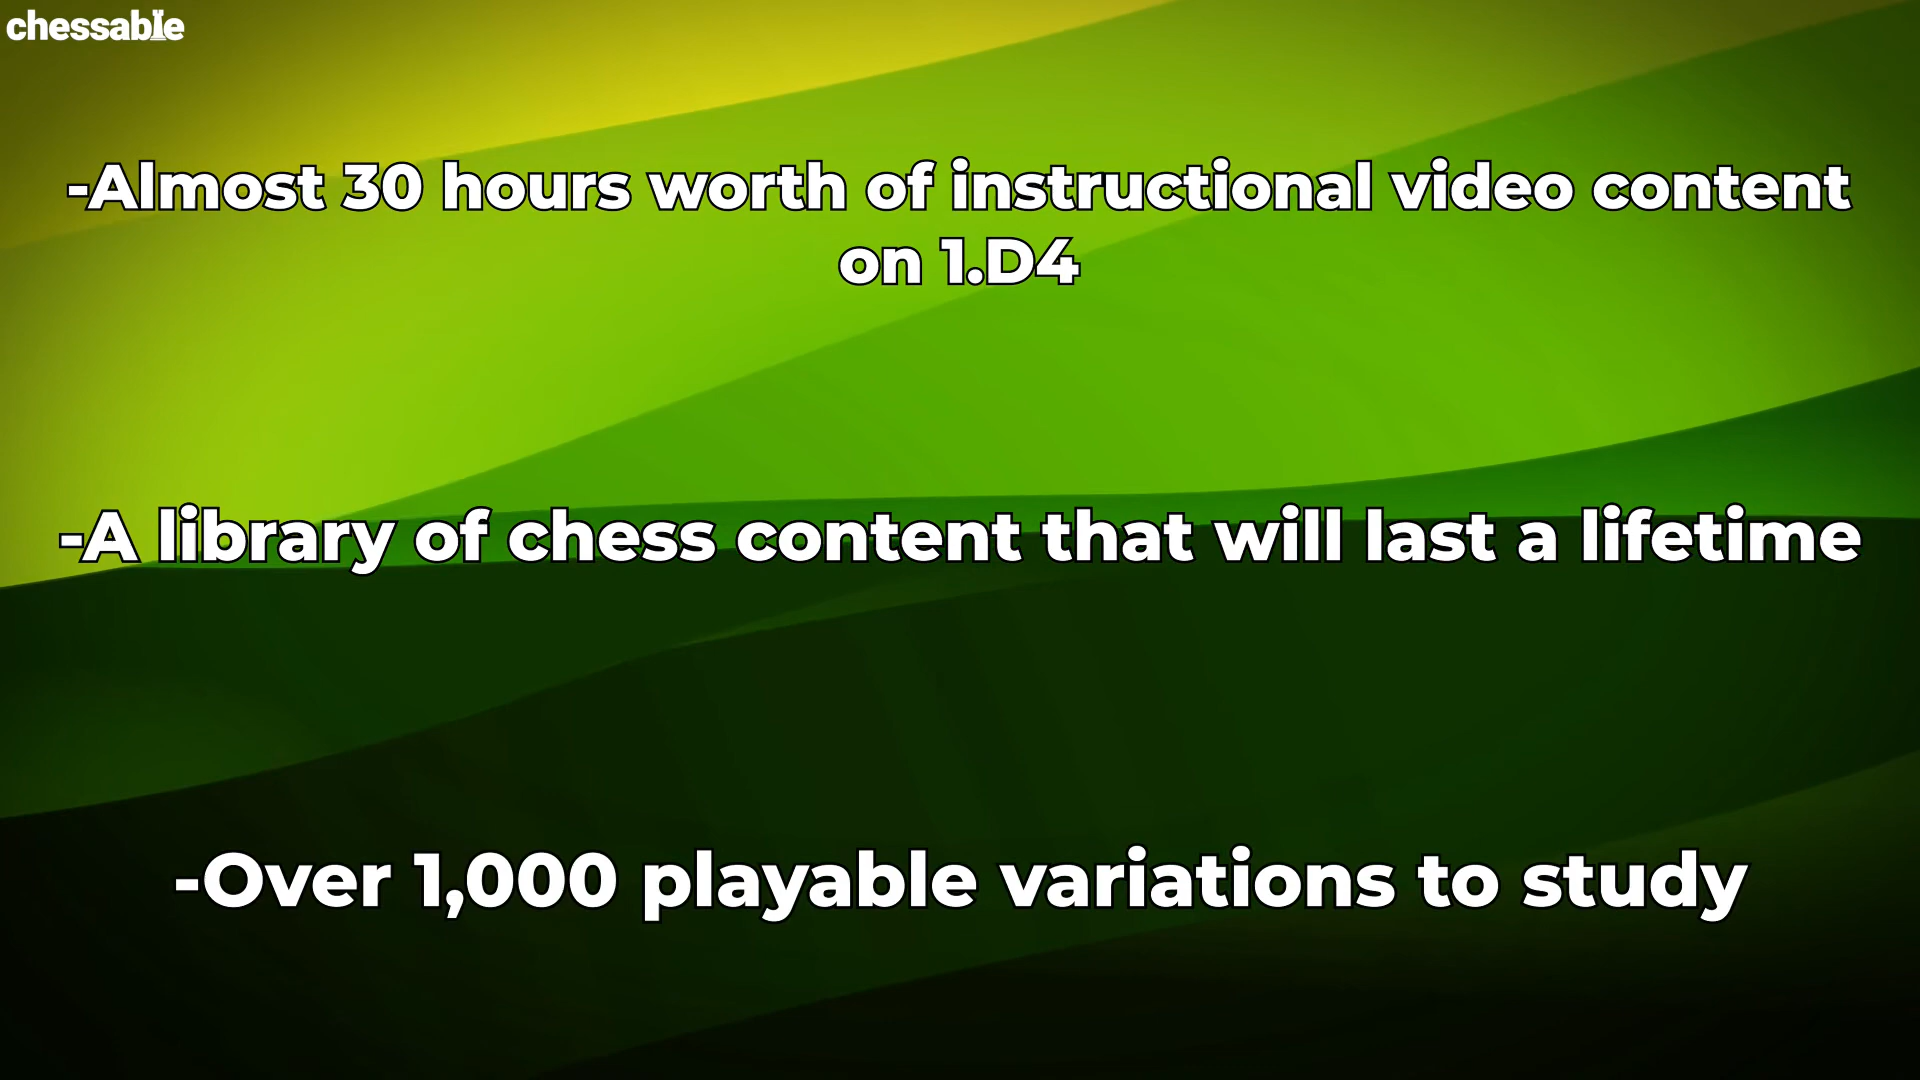 chessable
-Almost 30 hours worth of instructional video content
on 1.D4
-A library of chess content that will last a lifetime
-Over 1,000 playable variations to study